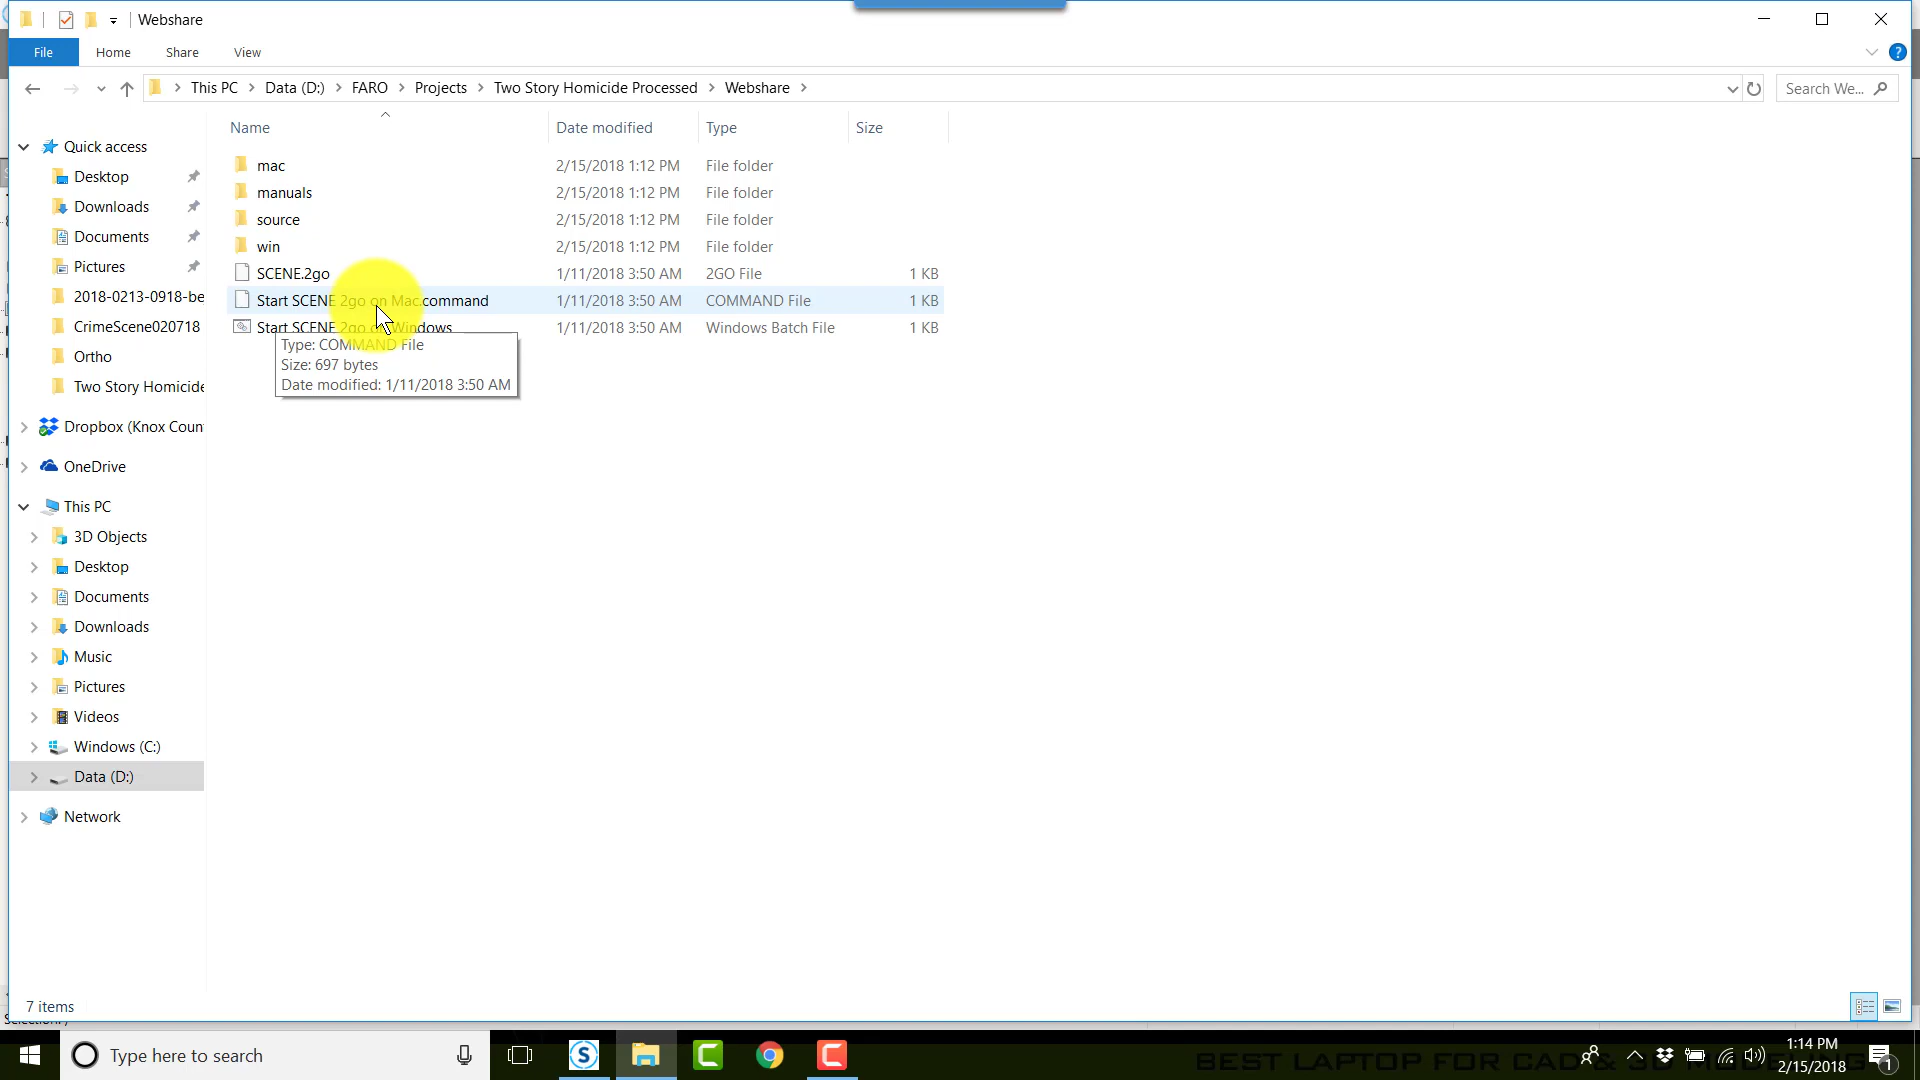 Webshare
File Home Share View
This PC Data (D:) FARO Projects Two Story Homicide Processed Webshare
Search We...
Name Date modified Type Size
mac 2/15/2018 1:12 PM File folder
manuals 2/15/2018 1:12 PM File folder
source 2/15/2018 1:12 PM File folder
win 2/15/2018 1:12 PM File folder
SCENE.2go 1/11/2018 3:50 AM 2GO File 1 KB
Start SCENE 2go on Mac.command 1/11/2018 3:50 AM COMMAND File 1 KB
Start SCENE 2go on Windows 1/11/2018 3:50 AM Windows Batch File 1 KB
Type: COMMAND File
Size: 697 bytes
Date modified: 1/11/2018 3:50 AM
Quick access
Desktop
Downloads
Documents
Pictures
2018-0213-0918-be
CrimeScene020718
Ortho
Two Story Homicide
Dropbox (Knox Coun
OneDrive
This PC
3D Objects
Desktop
Documents
Downloads
Music
Pictures
Videos
Windows (C:)
Data (D:)
Network
7 items
Type here to search
BEST LAPTOP FOR CAD & 3D MODELING
1:14 PM
2/15/2018
1